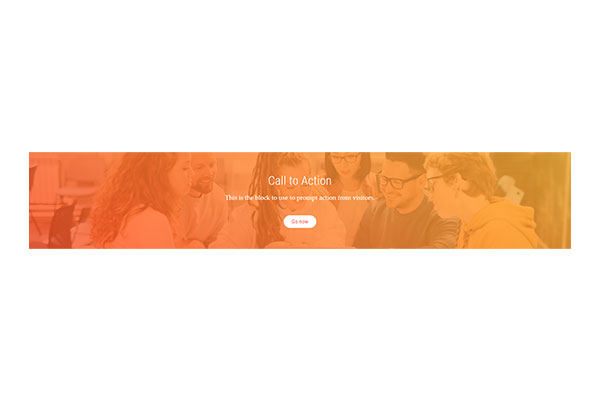 Call to Action
This is the block to use to prompt action from visitors.
Go now